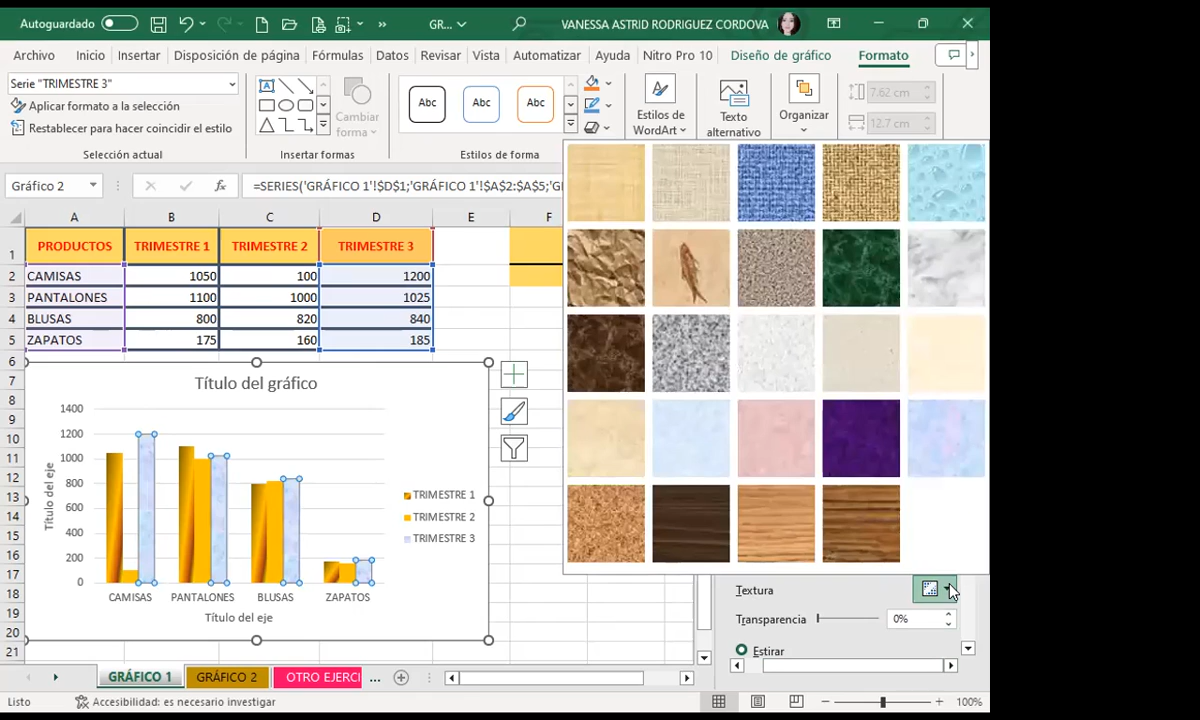 Autoguardado
GR...
VANESSA ASTRID RODRIGUEZ CORDOVA
Archivo Inicio Insertar Disposición de página Fórmulas Datos Revisar Vista Automatizar Ayuda Nitro Pro 10 Diseño de gráfico Formato
Serie "TRIMESTRE 3"
Aplicar formato a la selección
Restablecer para hacer coincidir el estilo
Selección actual
Cambiar
forma
Insertar formas
Abc Abc Abc
Estilos de forma
Estilos de
WordArt
Texto
alternativo
Organizar
7.62 cm
12.7 cm
Gráfico 2
fx
=SERIES('GRÁFICO 1'!$D$1;'GRÁFICO 1'!$A$2:$A$5;'GI
A B C D E F
1 PRODUCTOS TRIMESTRE 1 TRIMESTRE 2 TRIMESTRE 3
2 CAMISAS 1050 100 1200
3 PANTALONES 1100 1000 1025
4 BLUSAS 800 820 840
5 ZAPATOS 175 160 185
6
7
8
9
10
11
12
13
14
15
16
17
18
19
20
21
Título del gráfico
Título del eje
1400
1200
1000
800
600
400
200
0
CAMISAS PANTALONES BLUSAS ZAPATOS
Título del eje
TRIMESTRE 1
TRIMESTRE 2
TRIMESTRE 3
Textura
Transparencia 0%
Estirar
GRÁFICO 1 GRÁFICO 2 OTRO EJERCI ...
Listo Accesibilidad: es necesario investigar 100%